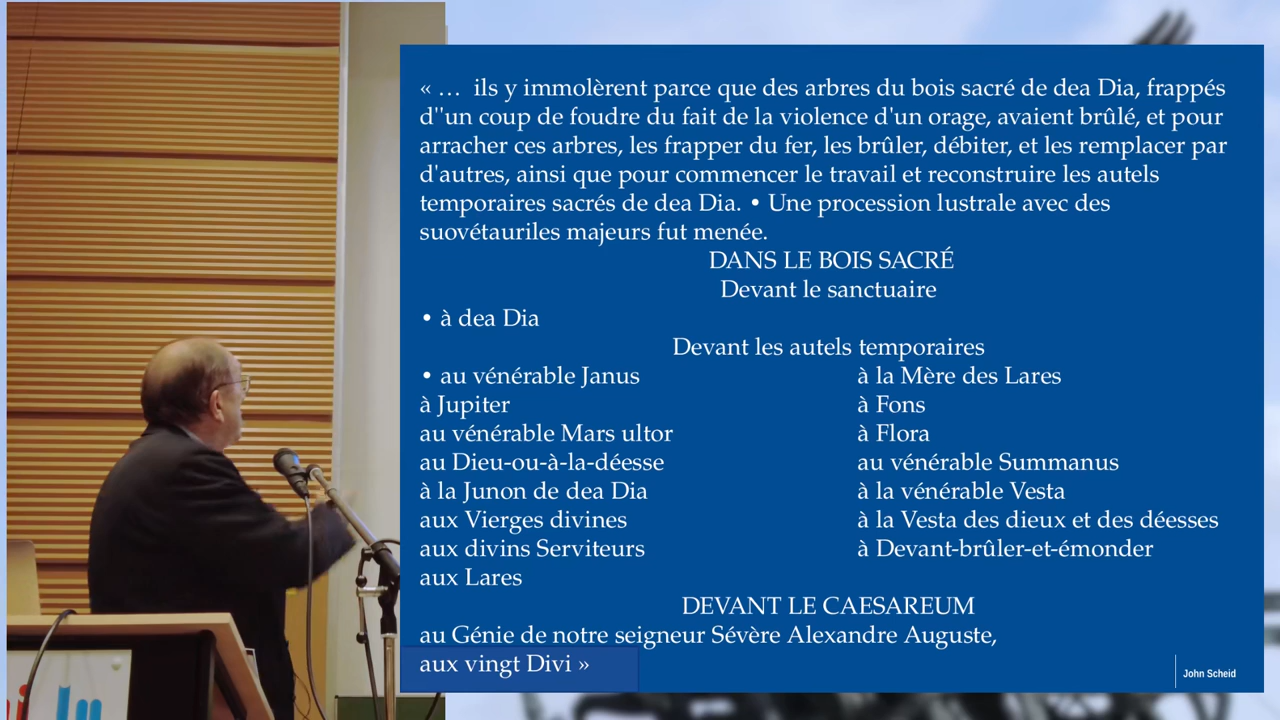 « …  ils y immolèrent parce que des arbres du bois sacré de dea Dia, frappés
d''un coup de foudre du fait de la violence d'un orage, avaient brûlé, et pour
arracher ces arbres, les frapper du fer, les brûler, débiter, et les remplacer par
d'autres, ainsi que pour commencer le travail et reconstruire les autels
temporaires sacrés de dea Dia. • Une procession lustrale avec des
suovétauriles majeurs fut menée.
DANS LE BOIS SACRÉ
Devant le sanctuaire
• à dea Dia
Devant les autels temporaires
• au vénérable Janus
à Jupiter
au vénérable Mars ultor
au Dieu-ou-à-la-déesse
à la Junon de dea Dia
aux Vierges divines
aux divins Serviteurs
aux Lares
à la Mère des Lares
à Fons
à Flora
au vénérable Summanus
à la vénérable Vesta
à la Vesta des dieux et des déesses
à Devant-brûler-et-émonder
DEVANT LE CAESAREUM
au Génie de notre seigneur Sévère Alexandre Auguste,
aux vingt Divi »
John Scheid